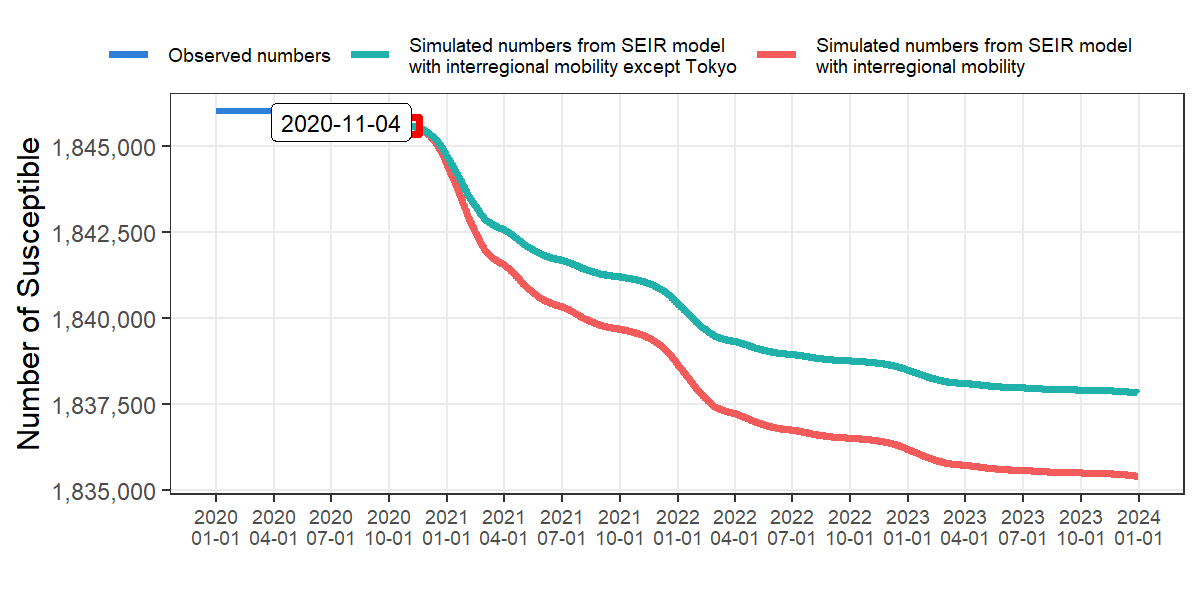 Observed numbers
Simulated numbers from SEIR model
with interregional mobility except Tokyo
Simulated numbers from SEIR model
with interregional mobility
Number of Susceptible
1,845,000
1,842,500
1,840,000
1,837,500
1,835,000
2020-11-04
2020 2020 2020 2020 2021 2021 2021 2021 2022 2022 2022 2022 2023 2023 2023 2023 2024
01-01 04-01 07-01 10-01 01-01 04-01 07-01 10-01 01-01 04-01 07-01 10-01 01-01 04-01 07-01 10-01 01-01